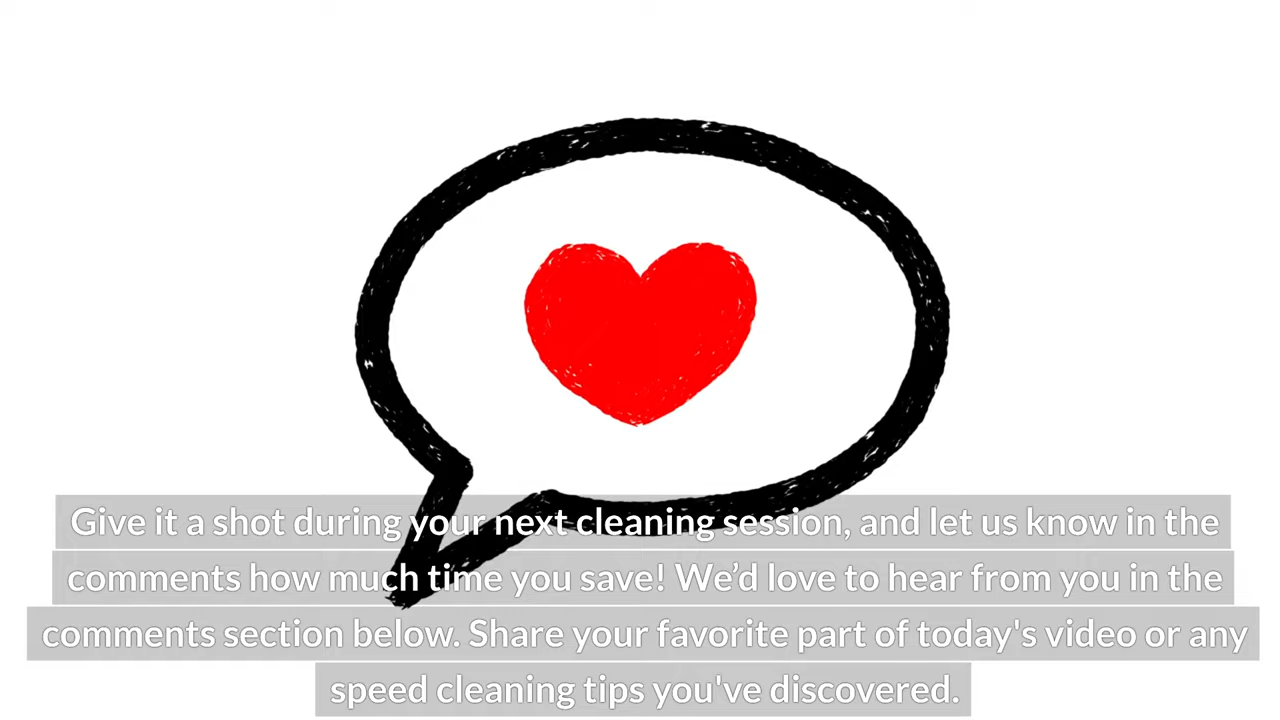 Give it a shot during your next cleaning session, and let us know in the
comments how much time you save! We’d love to hear from you in the
comments section below. Share your favorite part of today's video or any
speed cleaning tips you've discovered.